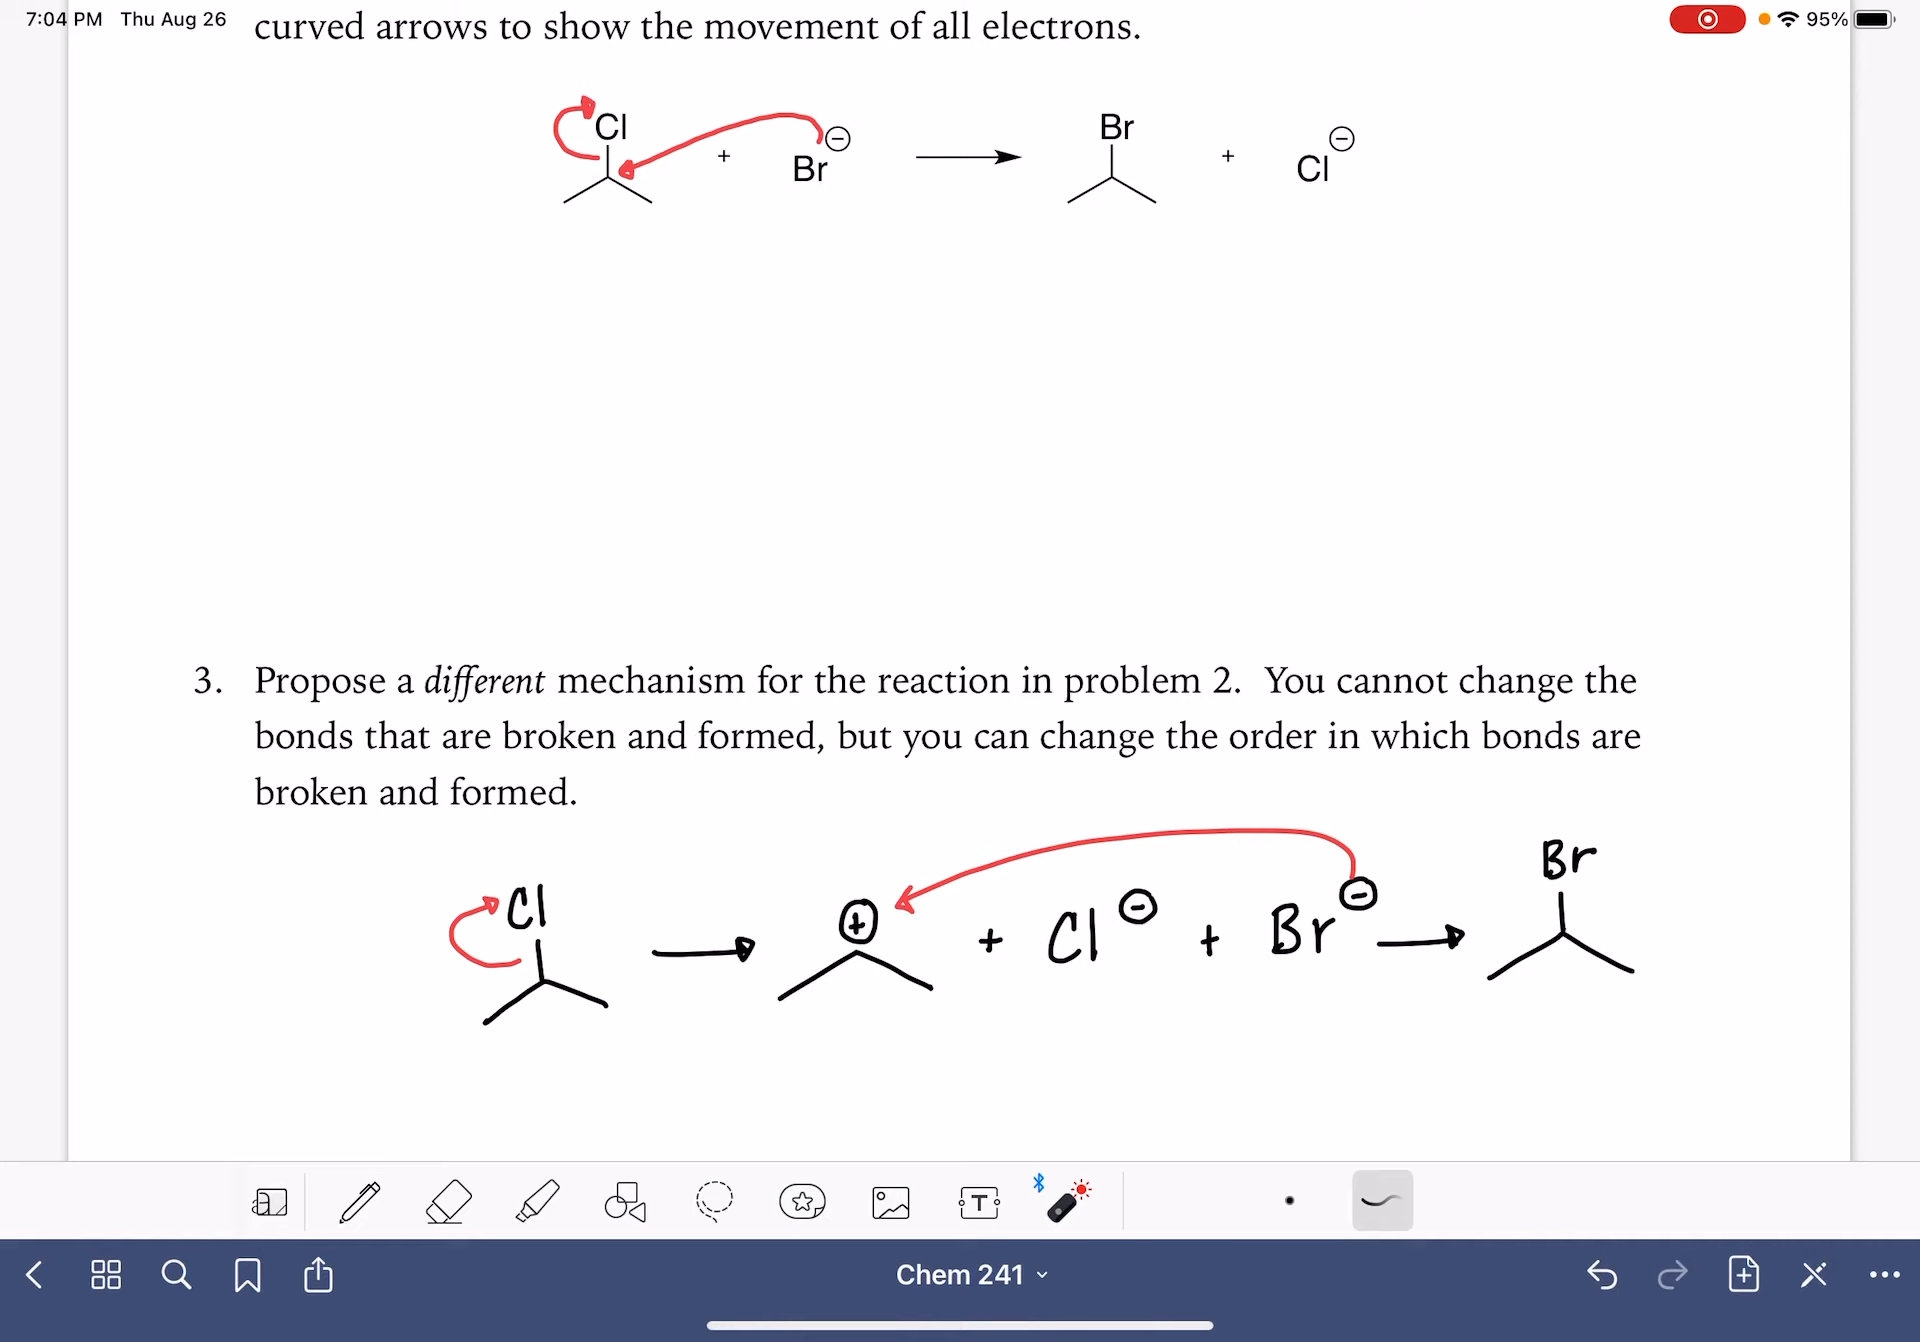 7:04 PM Thu Aug 26 95%
curved arrows to show the movement of all electrons.
Cl + Br ⊖ → Br + Cl ⊖
3. Propose a different mechanism for the reaction in problem 2. You cannot change the
bonds that are broken and formed, but you can change the order in which bonds are
broken and formed.
Cl → ⊕ + Cl ⊖ + Br ⊖ → Br
a T
Chem 241